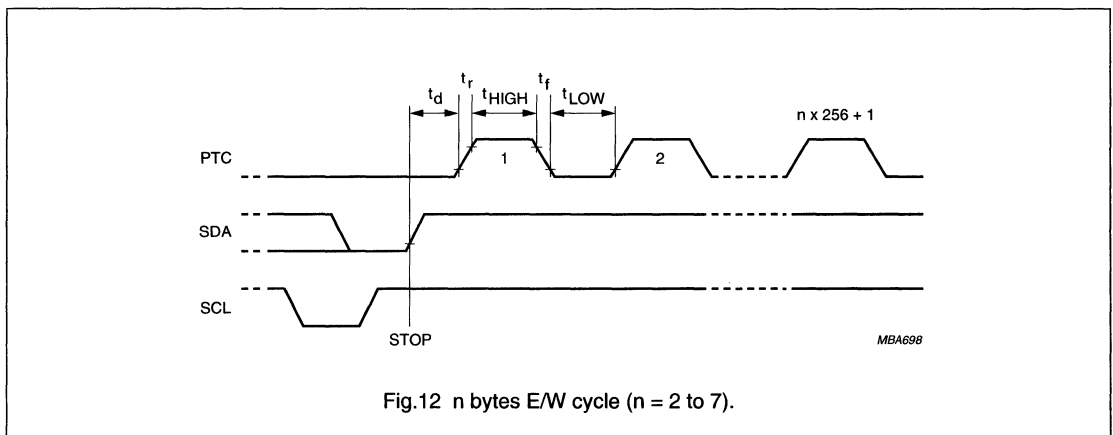 t_d
t_r
t_HIGH
t_f
t_LOW
n x 256 + 1
PTC
1
2
SDA
SCL
STOP
MBA698
Fig.12 n bytes E/W cycle (n = 2 to 7).